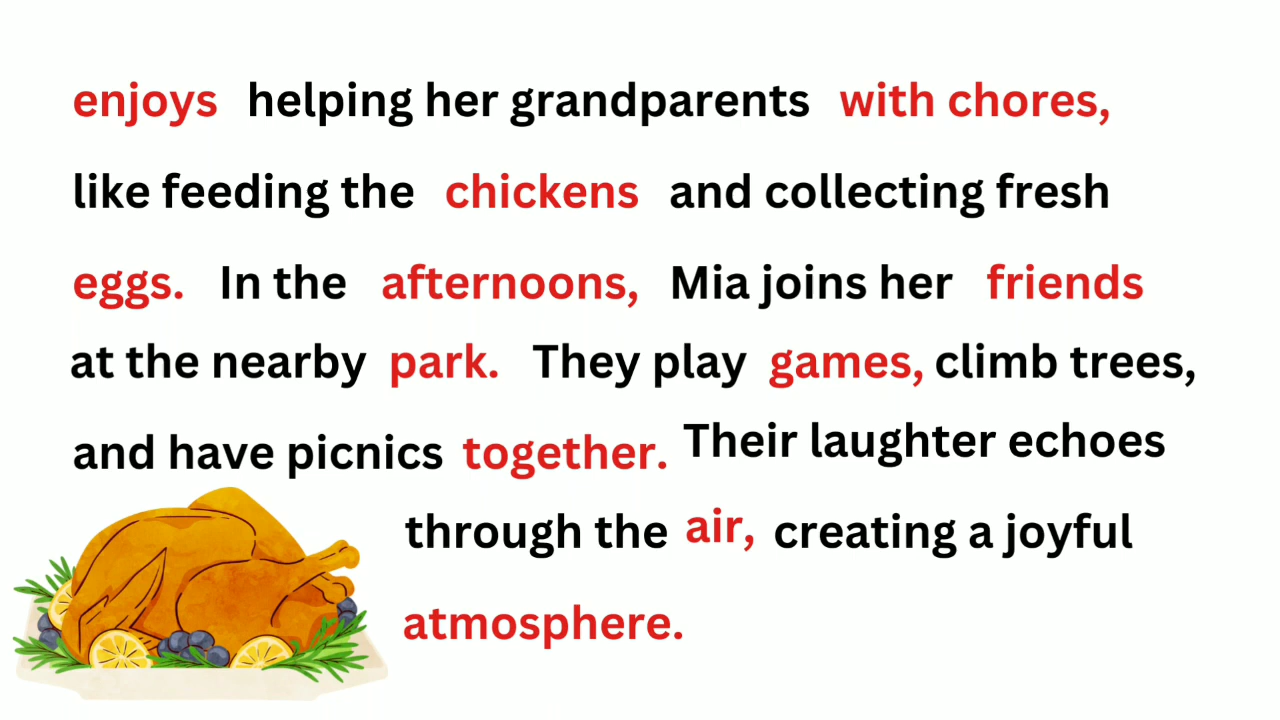 enjoys helping her grandparents with chores,
like feeding the chickens and collecting fresh
eggs. In the afternoons, Mia joins her friends
at the nearby park. They play games, climb trees,
and have picnics together. Their laughter echoes
through the air, creating a joyful
atmosphere.